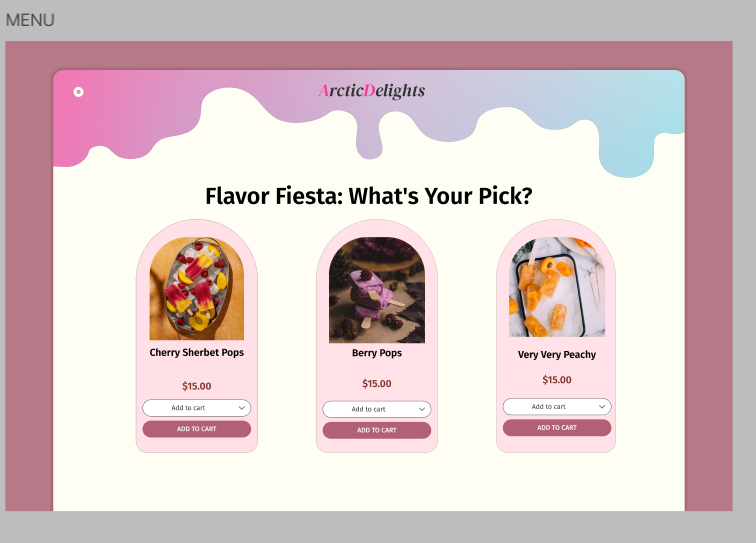 MENU
ArcticDelights
Flavor Fiesta: What's Your Pick?
Cherry Sherbet Pops
$15.00
Add to cart
ADD TO CART
Berry Pops
$15.00
Add to cart
ADD TO CART
Very Very Peachy
$15.00
Add to cart
ADD TO CART